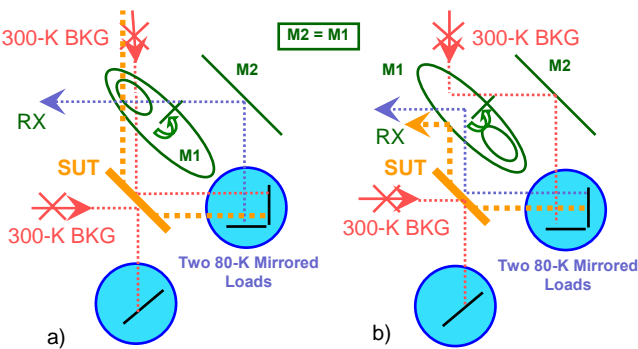 300-K BKG
M2 = M1
300-K BKG
M2
M1
M2
RX
M1
RX
SUT
SUT
300-K BKG
300-K BKG
Two 80-K Mirrored
Loads
Two 80-K Mirrored
Loads
a)
b)